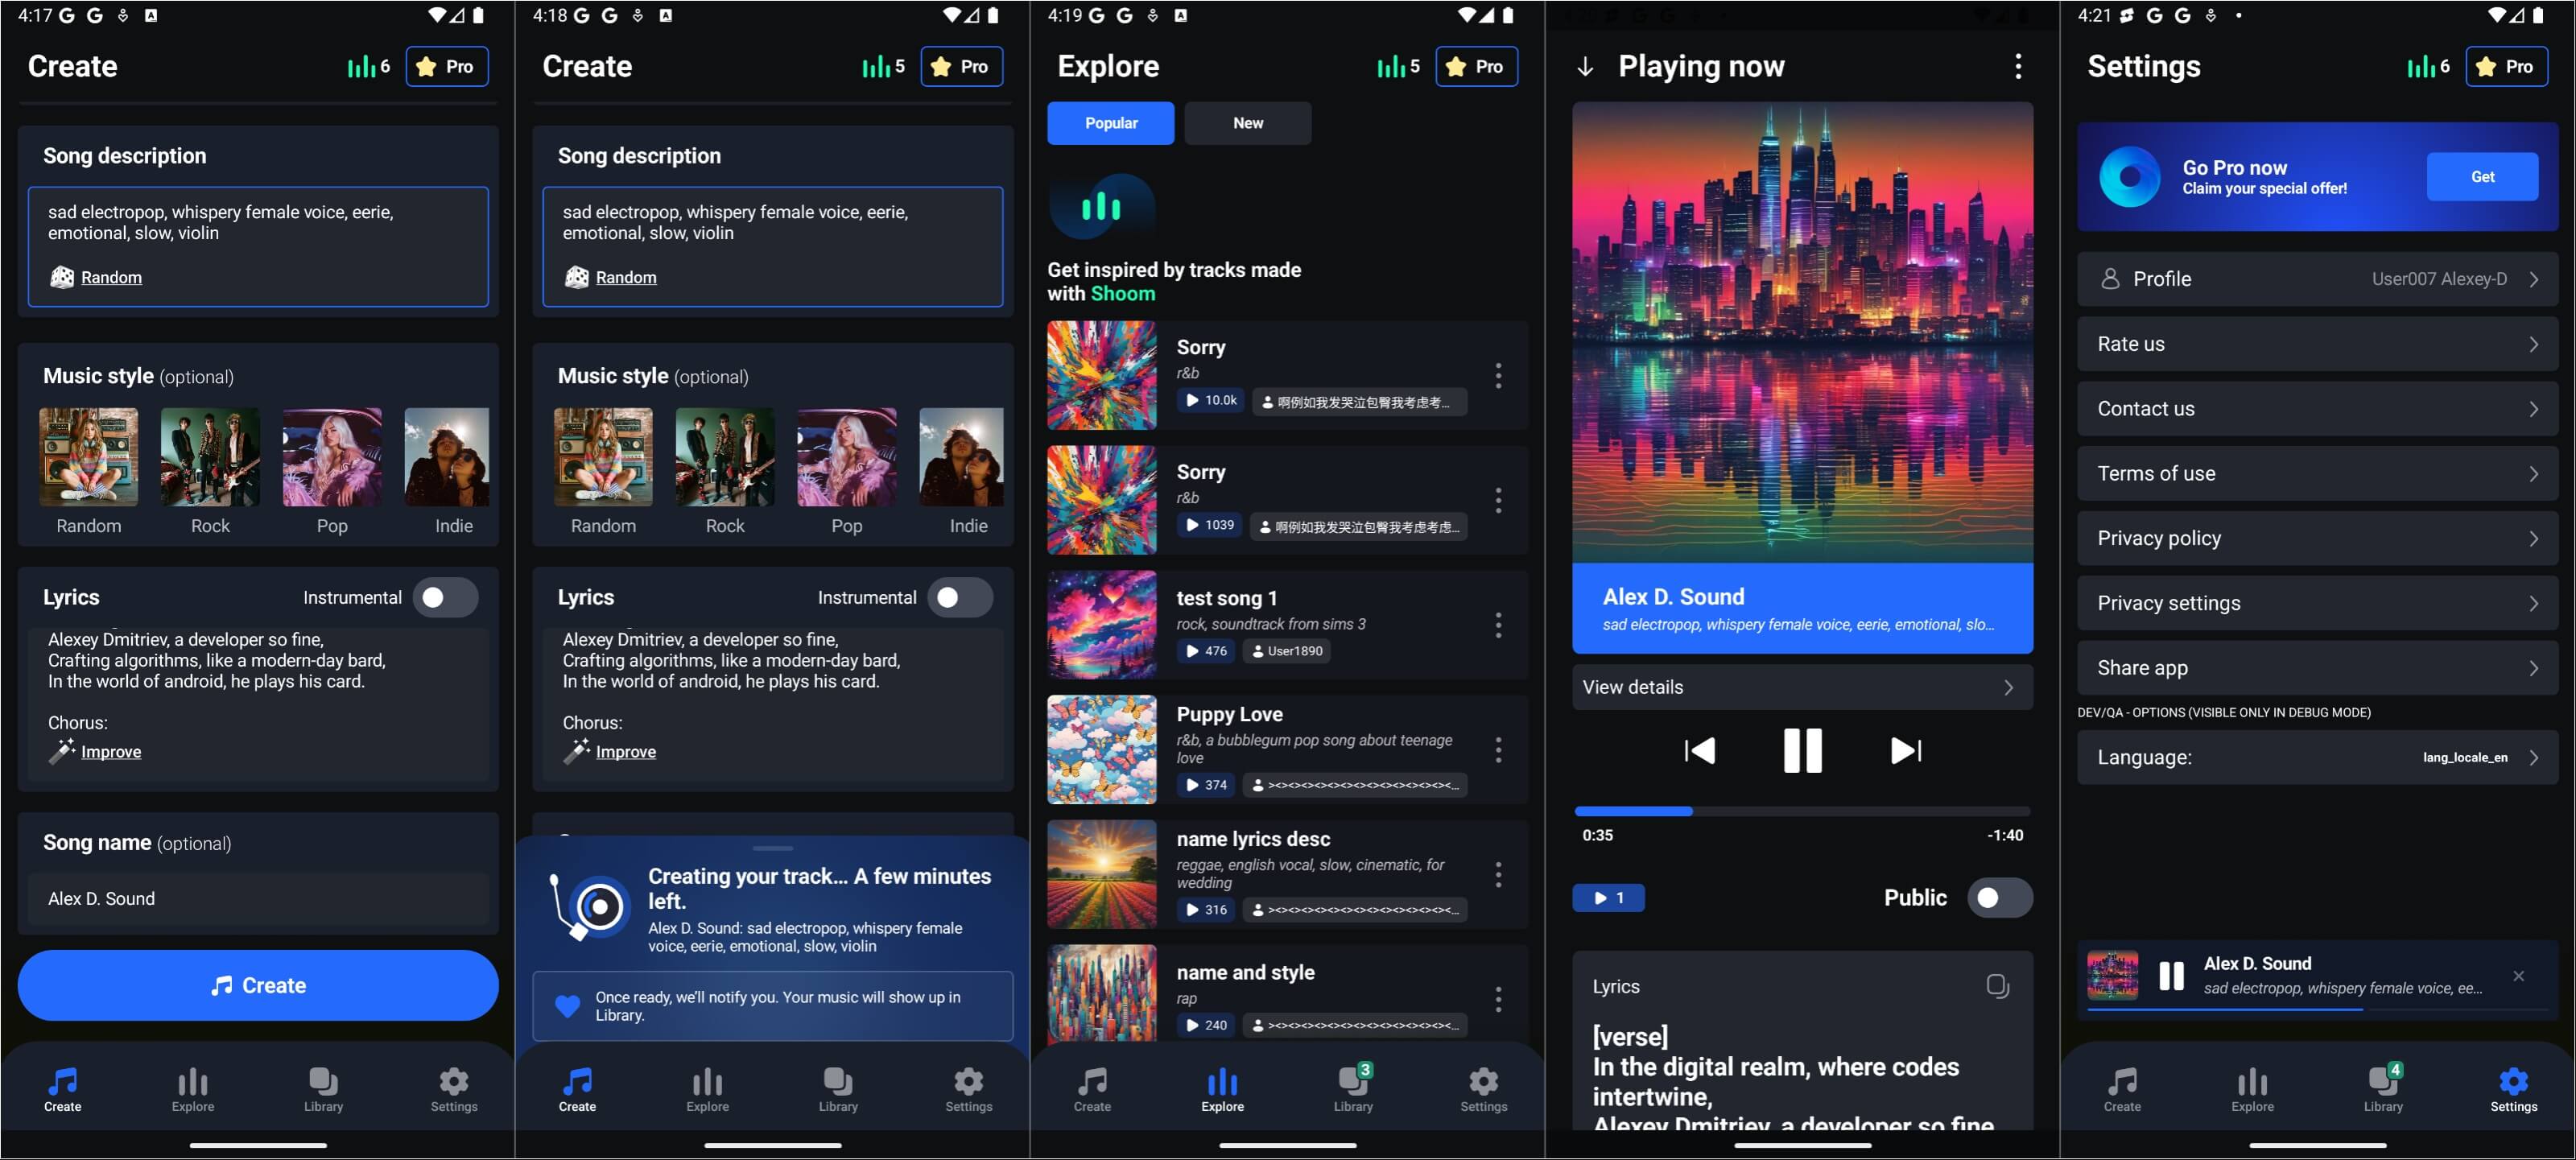 4:17
Create
6
Pro
Song description
sad electropop, whispery female voice, eerie,
emotional, slow, violin
Random
Music style (optional)
Random
Rock
Pop
Indie
Lyrics
Instrumental
Alexey Dmitriev, a developer so fine,
Crafting algorithms, like a modern-day bard,
In the world of android, he plays his card.
Chorus:
Improve
Song name (optional)
Alex D. Sound
Create
Create
Explore
Library
Settings
4:18
Create
5
Pro
Song description
sad electropop, whispery female voice, eerie,
emotional, slow, violin
Random
Music style (optional)
Random
Rock
Pop
Indie
Lyrics
Instrumental
Alexey Dmitriev, a developer so fine,
Crafting algorithms, like a modern-day bard,
In the world of android, he plays his card.
Chorus:
Improve
Creating your track... A few minutes
left.
Alex D. Sound: sad electropop, whispery female
voice, eerie, emotional, slow, violin
Once ready, we'll notify you. Your music will show up in
Library.
Create
Explore
Library
Settings
4:19
Explore
5
Pro
Popular
New
Get inspired by tracks made
with Shoom
Sorry
r&b
10.0k
啊例如我发哭泣包臀我考虑考...
Sorry
r&b
1039
啊例如我发哭泣包臀我考虑考虑...
test song 1
rock, soundtrack from sims 3
476
User1890
Puppy Love
r&b, a bubblegum pop song about teenage
love
374
><><><><><><><><><><><><><><...
name lyrics desc
reggae, english vocal, slow, cinematic, for
wedding
316
><><><><><><><><><><><><><><...
name and style
rap
240
><><><><><><><><><><><><><><...
Create
Explore
3
Library
Settings
Playing now
Alex D. Sound
sad electropop, whispery female voice, eerie, emotional, slo...
View details
0:35
-1:40
1
Public
Lyrics
[verse]
In the digital realm, where codes
intertwine,
Alexey Dmitriev, a developer so fine
4:21
Settings
6
Pro
Go Pro now
Claim your special offer!
Get
Profile
User007 Alexey-D
Rate us
Contact us
Terms of use
Privacy policy
Privacy settings
Share app
DEV/QA - OPTIONS (VISIBLE ONLY IN DEBUG MODE)
Language:
lang_locale_en
Alex D. Sound
sad electropop, whispery female voice, ee...
Create
Explore
4
Library
Settings